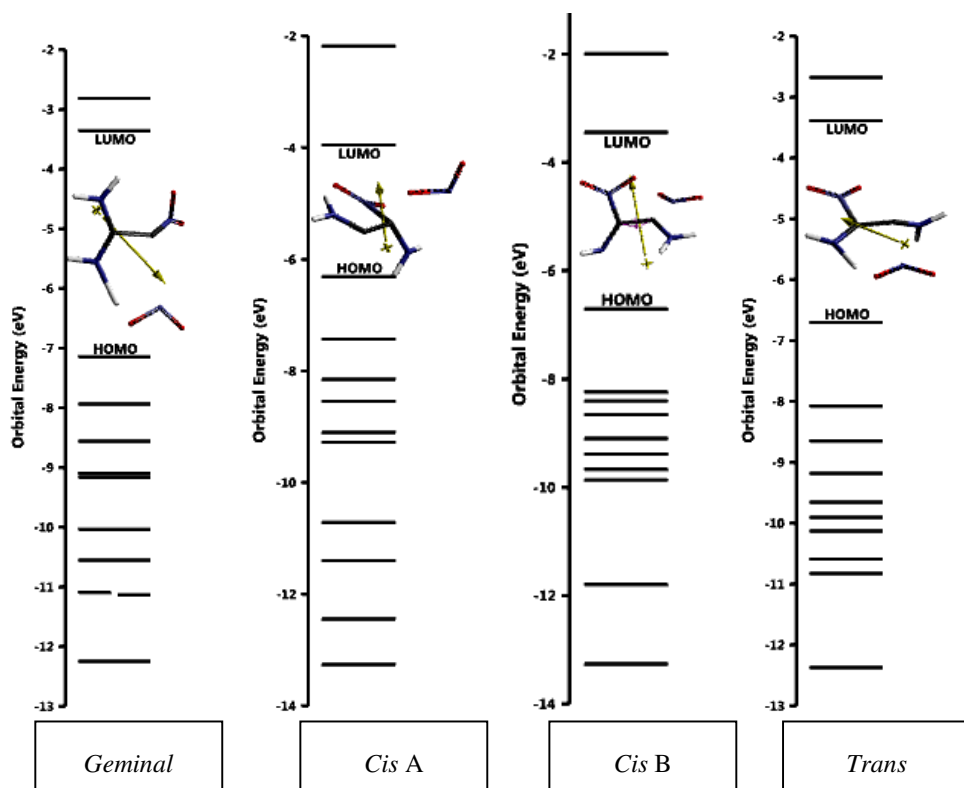 Orbital Energy (eV)
-2
-3
-4
-5
-6
-7
-8
-9
-10
-11
-12
-13
LUMO
HOMO
Geminal
Orbital Energy (eV)
-2
-4
-6
-8
-10
-12
-14
LUMO
HOMO
Cis A
Orbital Energy (eV)
-2
-4
-6
-8
-10
-12
-14
LUMO
HOMO
Cis B
Orbital Energy (eV)
-2
-3
-4
-5
-6
-7
-8
-9
-10
-11
-12
-13
LUMO
HOMO
Trans